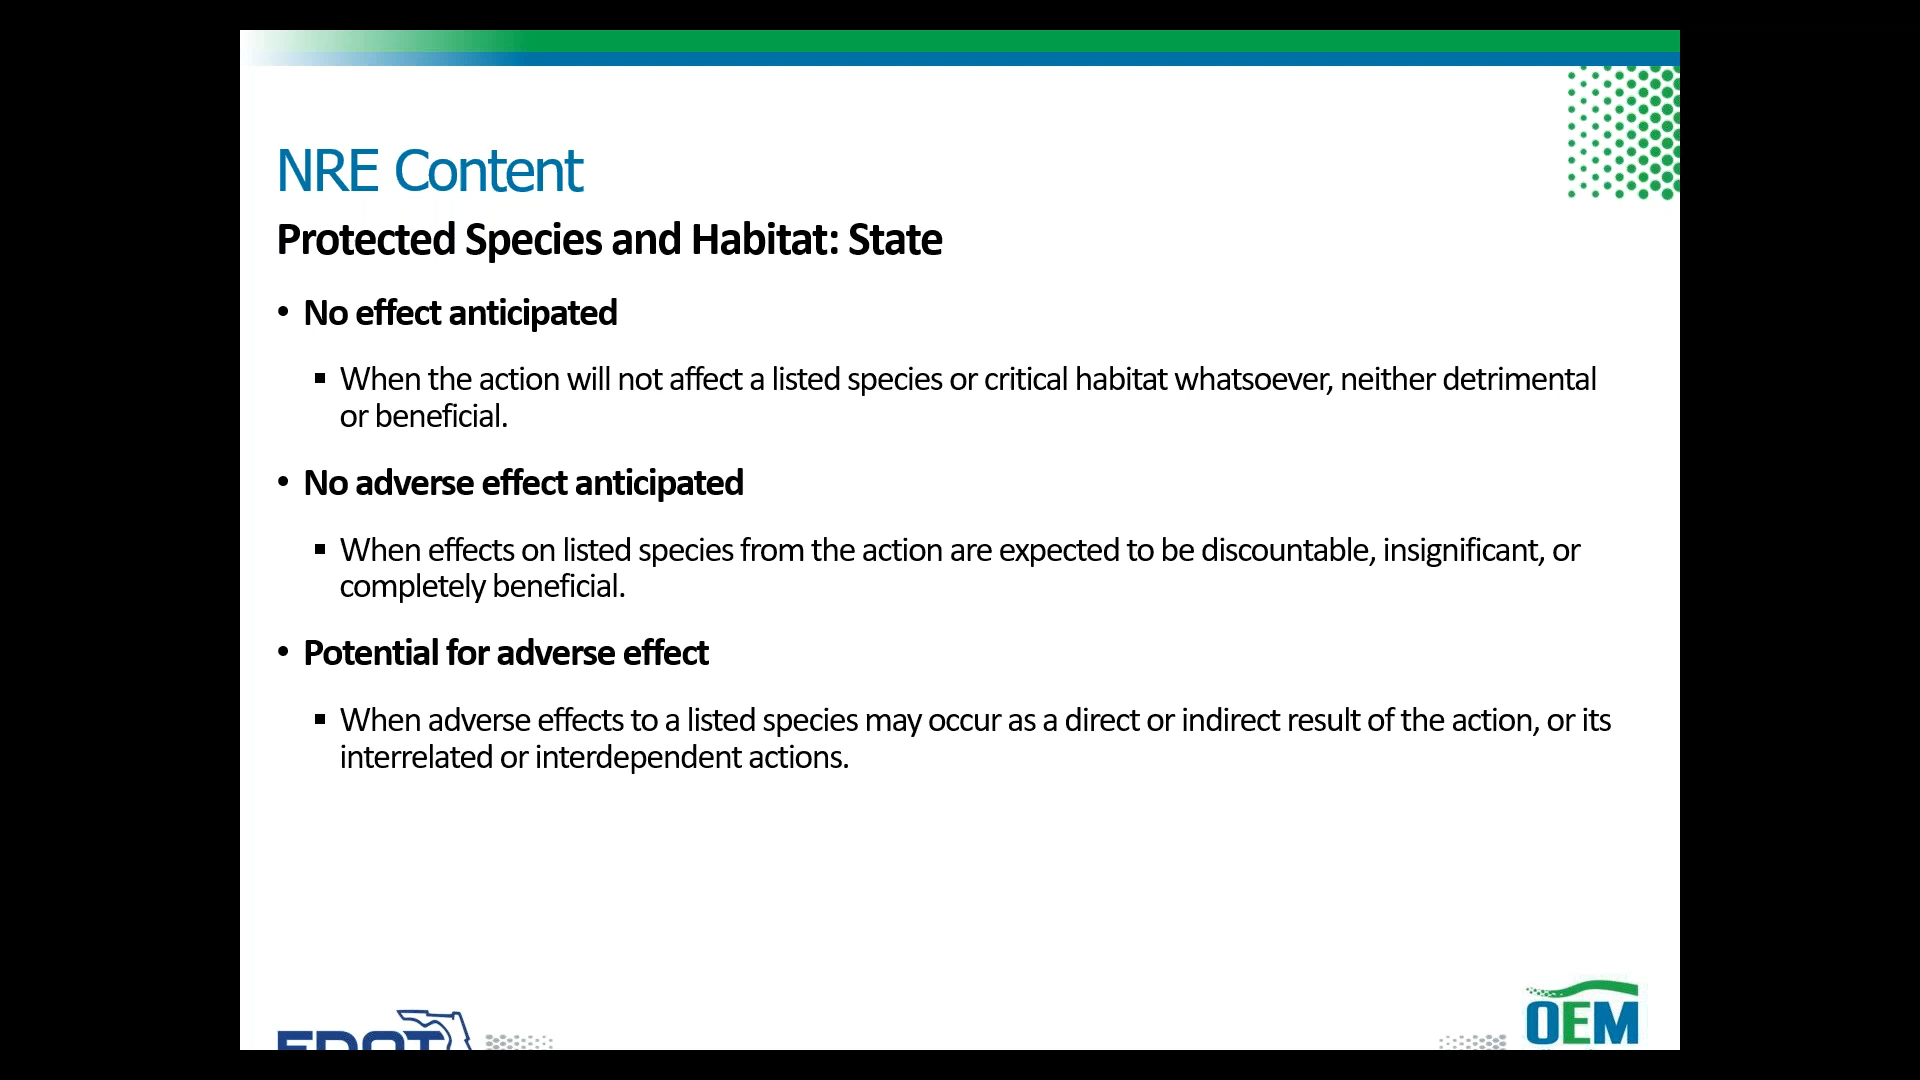 NRE Content
Protected Species and Habitat: State
• No effect anticipated
▪ When the action will not affect a listed species or critical habitat whatsoever, neither detrimental
or beneficial.
• No adverse effect anticipated
▪ When effects on listed species from the action are expected to be discountable, insignificant, or
completely beneficial.
• Potential for adverse effect
▪ When adverse effects to a listed species may occur as a direct or indirect result of the action, or its
interrelated or interdependent actions.
FDOT
OEM